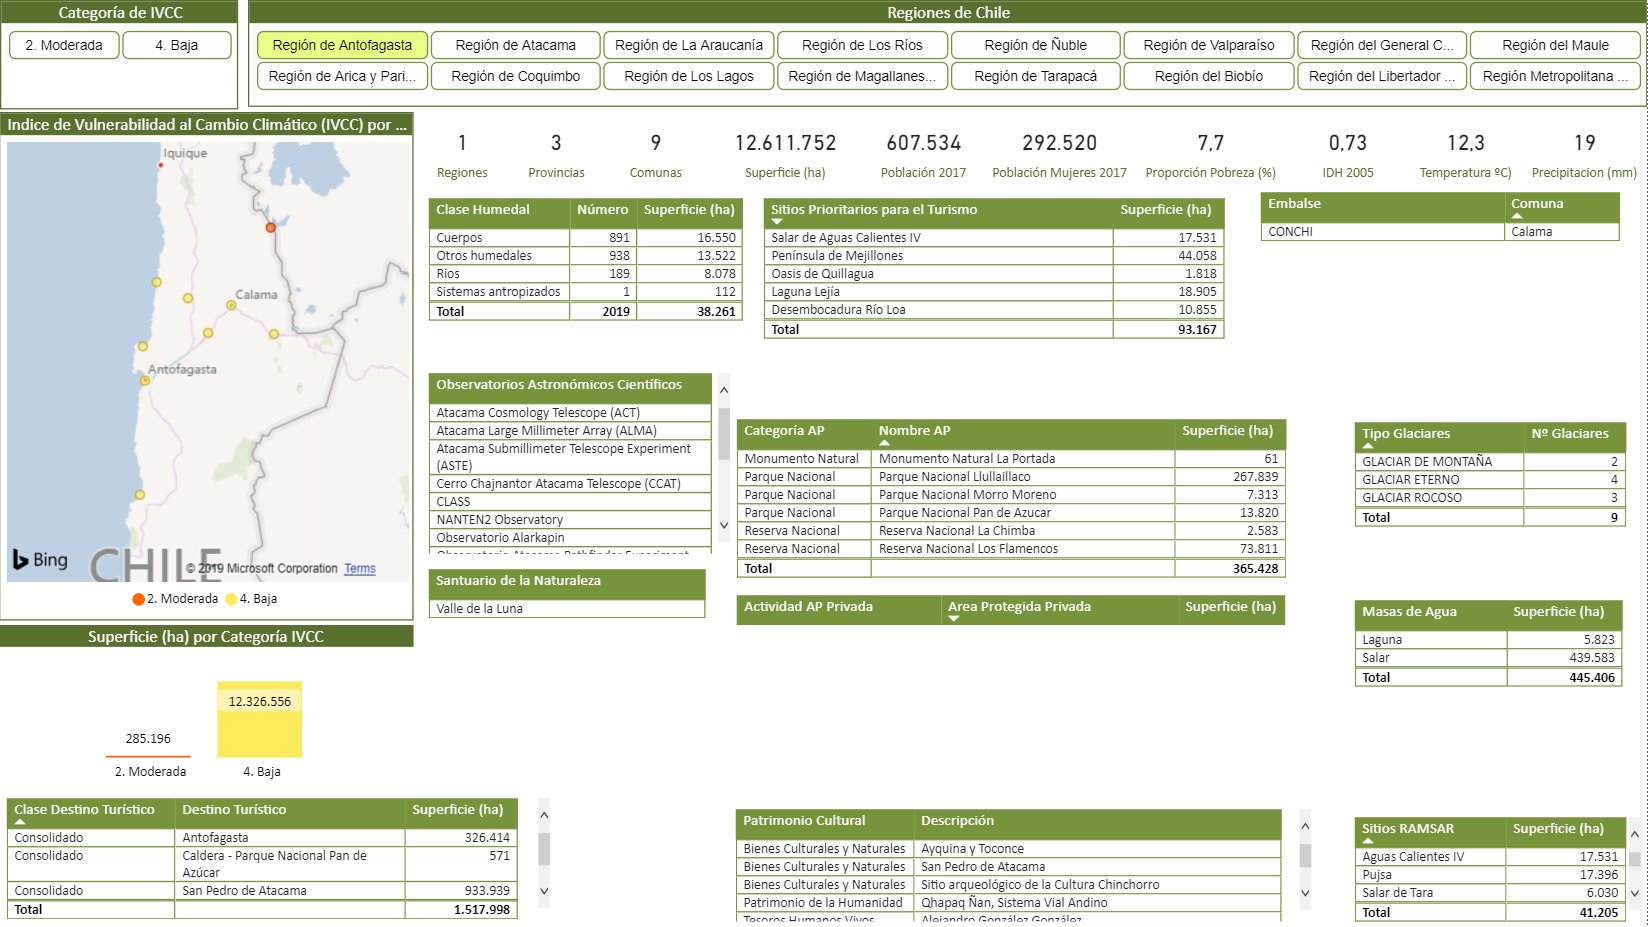 Categoría de IVCC
2. Moderada
4. Baja
Regiones de Chile
Región de Antofagasta
Región de Atacama
Región de La Araucanía
Región de Los Ríos
Región de Ñuble
Región de Valparaíso
Región del General C...
Región del Maule
Región de Arica y Pari...
Región de Coquimbo
Región de Los Lagos
Región de Magallanes...
Región de Tarapacá
Región del Biobío
Región del Libertador ...
Región Metropolitana ...
Indice de Vulnerabilidad al Cambio Climático (IVCC) por ...
Iquique
Calama
Antofagasta
CHILE
Bing
© 2019 Microsoft Corporation Terms
2. Moderada 4. Baja
1 3 9 12.611.752 607.534 292.520 7,7 0,73 12,3 19
Regiones Provincias Comunas Superficie (ha) Población 2017 Población Mujeres 2017 Proporción Pobreza (%) IDH 2005 Temperatura ºC) Precipitacion (mm)
Clase Humedal Número Superficie (ha)
Cuerpos 891 16.550
Otros humedales 938 13.522
Rios 189 8.078
Sistemas antropizados 1 112
Total 2019 38.261
Sitios Prioritarios para el Turismo Superficie (ha)
Salar de Aguas Calientes IV 17.531
Península de Mejillones 44.058
Oasis de Quillagua 1.818
Laguna Lejía 18.905
Desembocadura Río Loa 10.855
Total 93.167
Embalse Comuna
CONCHI Calama
Observatorios Astronómicos Científicos
Atacama Cosmology Telescope (ACT)
Atacama Large Millimeter Array (ALMA)
Atacama Submillimeter Telescope Experiment
(ASTE)
Cerro Chajnantor Atacama Telescope (CCAT)
CLASS
NANTEN2 Observatory
Observatorio Alarkapin
Observatorio Atacama Pathfinder Experiment
Santuario de la Naturaleza
Valle de la Luna
Categoría AP Nombre AP Superficie (ha)
Monumento Natural Monumento Natural La Portada 61
Parque Nacional Parque Nacional Llullaillaco 267.839
Parque Nacional Parque Nacional Morro Moreno 7.313
Parque Nacional Parque Nacional Pan de Azucar 13.820
Reserva Nacional Reserva Nacional La Chimba 2.583
Reserva Nacional Reserva Nacional Los Flamencos 73.811
Total 365.428
Actividad AP Privada Area Protegida Privada Superficie (ha)
Tipo Glaciares Nº Glaciares
GLACIAR DE MONTAÑA 2
GLACIAR ETERNO 4
GLACIAR ROCOSO 3
Total 9
Masas de Agua Superficie (ha)
Laguna 5.823
Salar 439.583
Total 445.406
Superficie (ha) por Categoría IVCC
285.196
12.326.556
2. Moderada
4. Baja
Clase Destino Turístico Destino Turístico Superficie (ha)
Consolidado Antofagasta 326.414
Consolidado Caldera - Parque Nacional Pan de 571
Azúcar
Consolidado San Pedro de Atacama 933.939
Total 1.517.998
Patrimonio Cultural Descripción
Bienes Culturales y Naturales Ayquina y Toconce
Bienes Culturales y Naturales San Pedro de Atacama
Bienes Culturales y Naturales Sitio arqueológico de la Cultura Chinchorro
Patrimonio de la Humanidad Qhapaq Ñan, Sistema Vial Andino
Tesoros Humanos Vivos Alejandro González González
Sitios RAMSAR Superficie (ha)
Aguas Calientes IV 17.531
Pujsa 17.396
Salar de Tara 6.030
Total 41.205